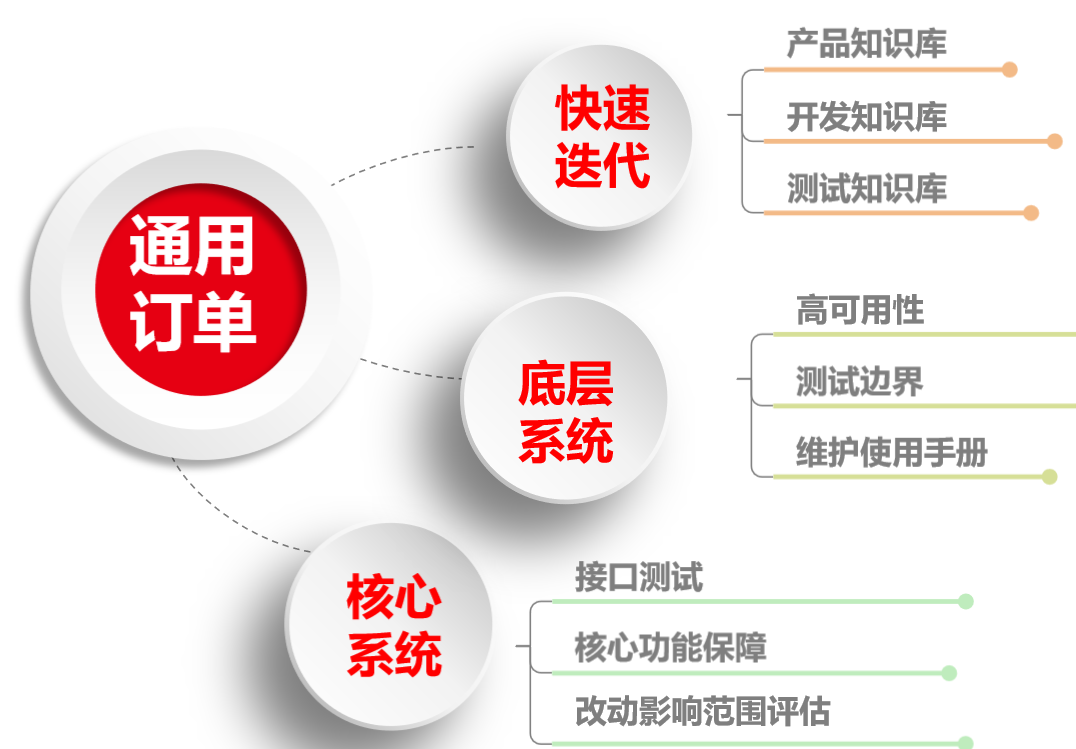 通用
订单
快速
迭代
产品知识库
开发知识库
测试知识库
底层
系统
高可用性
测试边界
维护使用手册
核心
系统
接口测试
核心功能保障
改动影响范围评估